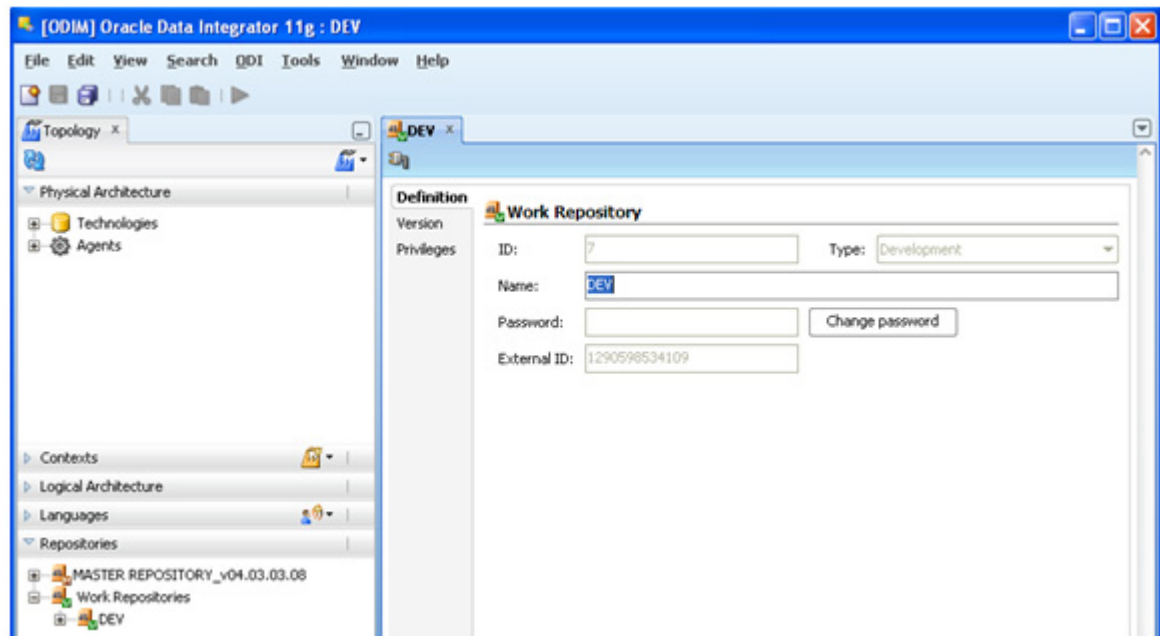 [ODIM] Oracle Data Integrator 11g : DEV
File Edit View Search ODI Tools Window Help
Topology
DEV
Physical Architecture
Technologies
Agents
Contexts
Logical Architecture
Languages
Repositories
MASTER REPOSITORY_v04.03.03.08
Work Repositories
DEV
Definition
Version
Privileges
Work Repository
ID: 7 Type: Development
Name: DEV
Password: Change password
External ID: 1290598534109